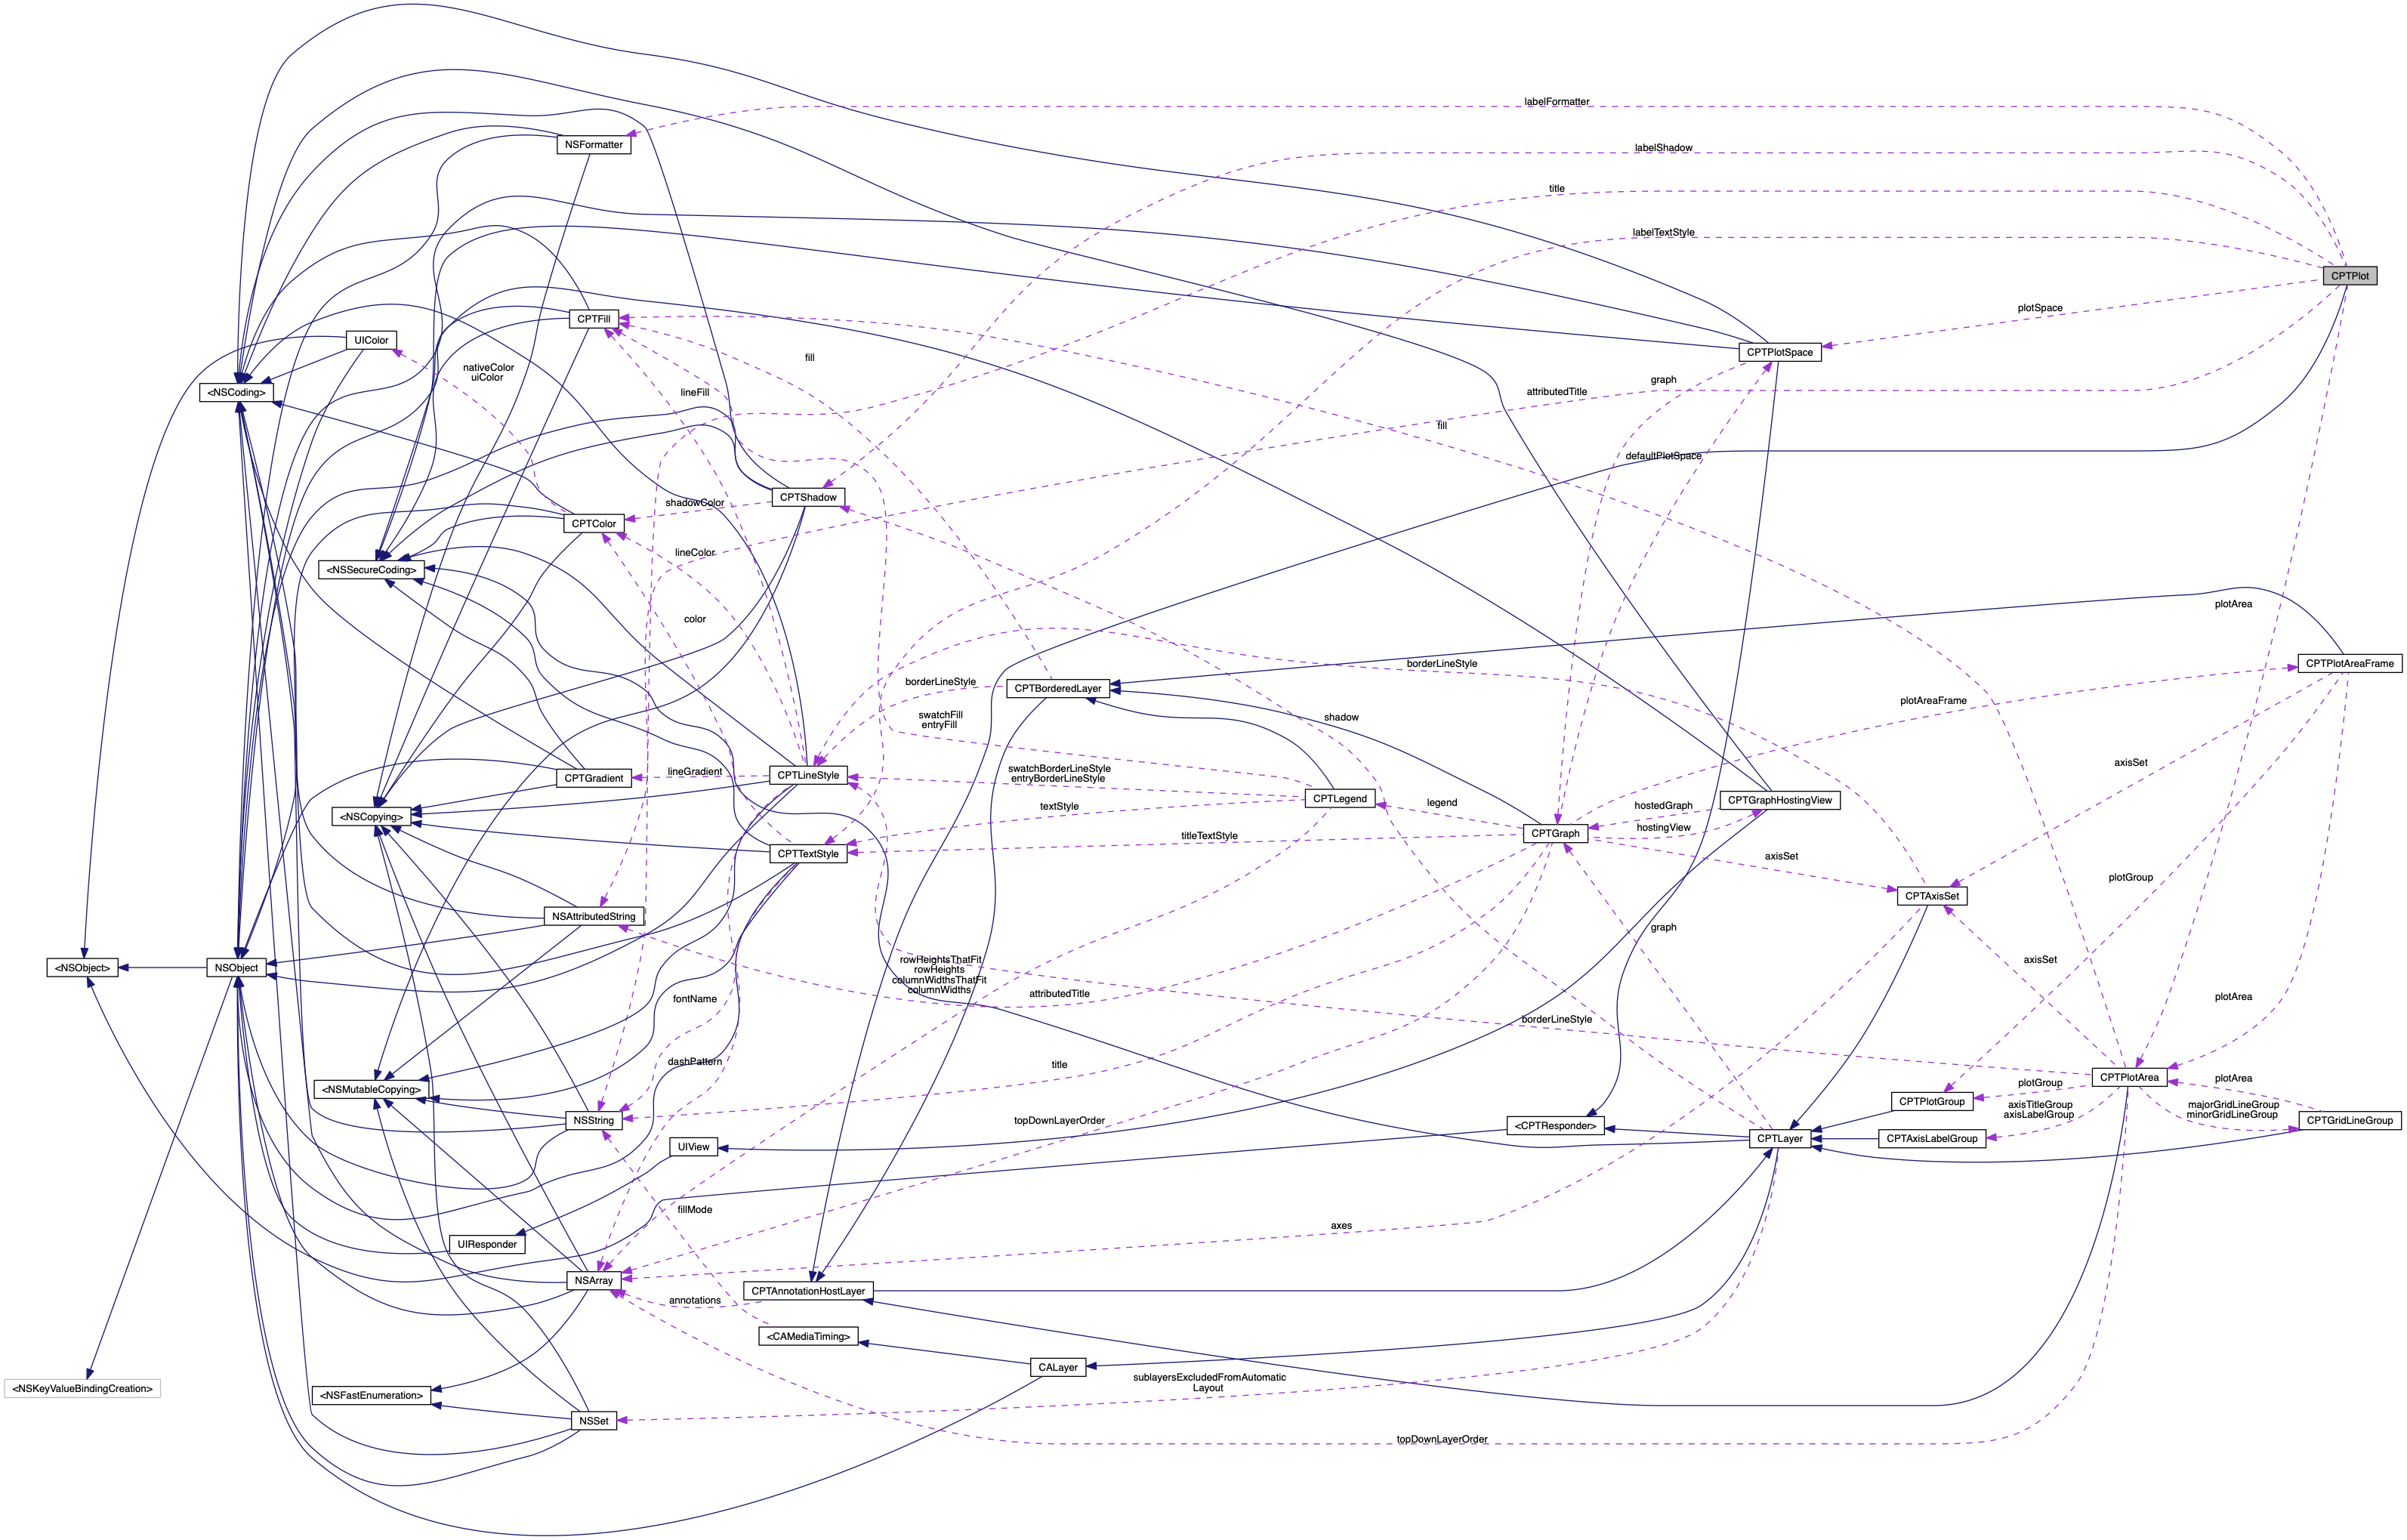 labelFormatter
NSFormatter
labelShadow
title
labelTextStyle
CPTPlot
plotSpace
CPTFill
UIColor
CPTPlotSpace
fill
nativeColor
uiColor
graph
<NSCoding>
lineFill
attributedTitle
fill
defaultPlotSpace
CPTShadow
shadowColor
CPTColor
lineColor
<NSSecureCoding>
plotArea
color
borderLineStyle
CPTPlotAreaFrame
borderLineStyle
CPTBorderedLayer
plotAreaFrame
swatchFill
entryFill
shadow
axisSet
lineGradient
CPTLineStyle
swatchBorderLineStyle
entryBorderLineStyle
CPTGradient
CPTLegend
legend
hostedGraph
CPTGraphHostingView
<NSCopying>
textStyle
titleTextStyle
hostingView
CPTGraph
CPTTextStyle
axisSet
plotGroup
CPTAxisSet
NSAttributedString
graph
rowHeightsThatFit
rowHeights
columnWidthsThatFit
columnWidths
axisSet
<NSObject>
NSObject
fontName
attributedTitle
plotArea
borderLineStyle
dashPattern
title
CPTPlotArea
plotArea
<NSMutableCopying>
plotGroup
CPTPlotGroup
axisTitleGroup
axisLabelGroup
majorGridLineGroup
minorGridLineGroup
NSString
topDownLayerOrder
<CPTResponder>
CPTGridLineGroup
UIView
CPTLayer
CPTAxisLabelGroup
fillMode
axes
UIResponder
NSArray
CPTAnnotationHostLayer
annotations
<CAMediaTiming>
CALayer
<NSKeyValueBindingCreation>
<NSFastEnumeration>
sublayersExcludedFromAutomatic
Layout
NSSet
topDownLayerOrder